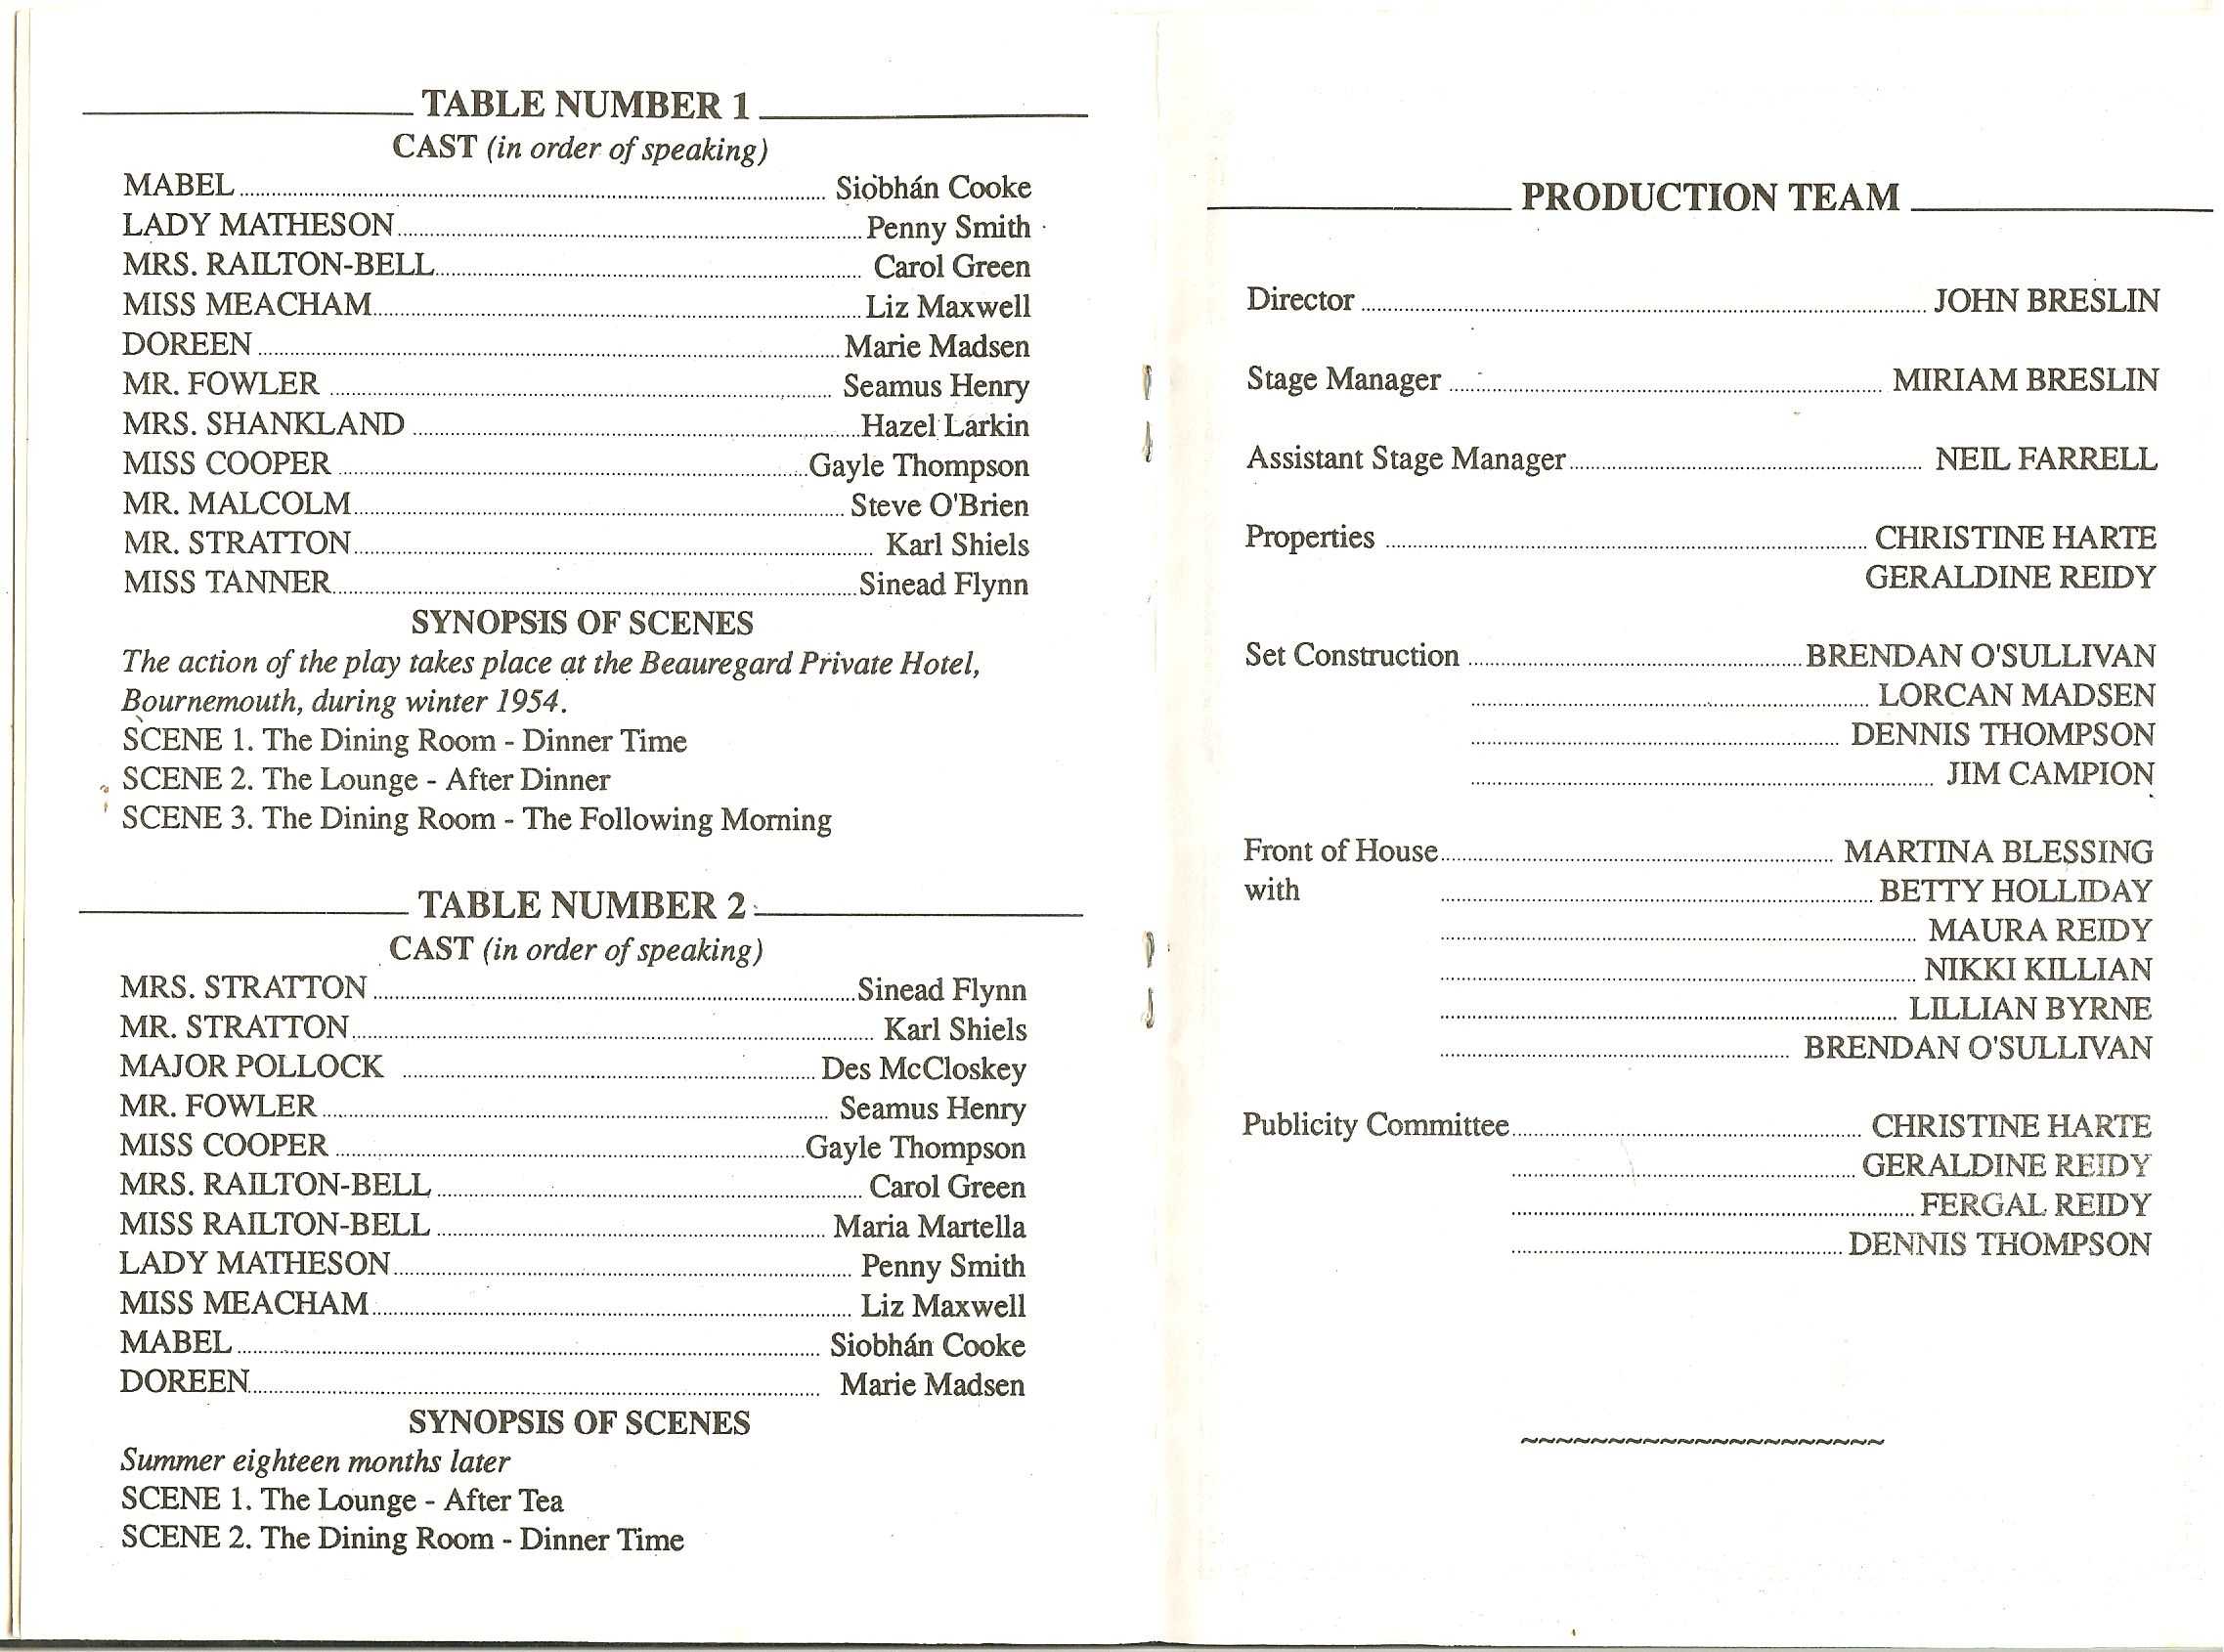 TABLE NUMBER 1
CAST (in order of speaking)
MABEL Siobhán Cooke
LADY MATHESON Penny Smith
MRS. RAILTON-BELL Carol Green
MISS MEACHAM Liz Maxwell
DOREEN Marie Madsen
MR. FOWLER Seamus Henry
MRS. SHANKLAND Hazel Larkin
MISS COOPER Gayle Thompson
MR. MALCOLM Steve O'Brien
MR. STRATTON Karl Shiels
MISS TANNER Sinead Flynn
SYNOPSIS OF SCENES
The action of the play takes place at the Beauregard Private Hotel,
Bournemouth, during winter 1954.
SCENE 1. The Dining Room - Dinner Time
SCENE 2. The Lounge - After Dinner
SCENE 3. The Dining Room - The Following Morning
TABLE NUMBER 2
CAST (in order of speaking)
MRS. STRATTON Sinead Flynn
MR. STRATTON Karl Shiels
MAJOR POLLOCK Des McCloskey
MR. FOWLER Seamus Henry
MISS COOPER Gayle Thompson
MRS. RAILTON-BELL Carol Green
MISS RAILTON-BELL Maria Martella
LADY MATHESON Penny Smith
MISS MEACHAM Liz Maxwell
MABEL Siobhán Cooke
DOREEN Marie Madsen
SYNOPSIS OF SCENES
Summer eighteen months later
SCENE 1. The Lounge - After Tea
SCENE 2. The Dining Room - Dinner Time
PRODUCTION TEAM
Director JOHN BRESLIN
Stage Manager MIRIAM BRESLIN
Assistant Stage Manager NEIL FARRELL
Properties CHRISTINE HARTE
GERALDINE REIDY
Set Construction BRENDAN O'SULLIVAN
LORCAN MADSEN
DENNIS THOMPSON
JIM CAMPION
Front of House MARTINA BLESSING
with BETTY HOLLIDAY
MAURA REIDY
NIKKI KILLIAN
LILLIAN BYRNE
BRENDAN O'SULLIVAN
Publicity Committee CHRISTINE HARTE
GERALDINE REIDY
FERGAL REIDY
DENNIS THOMPSON